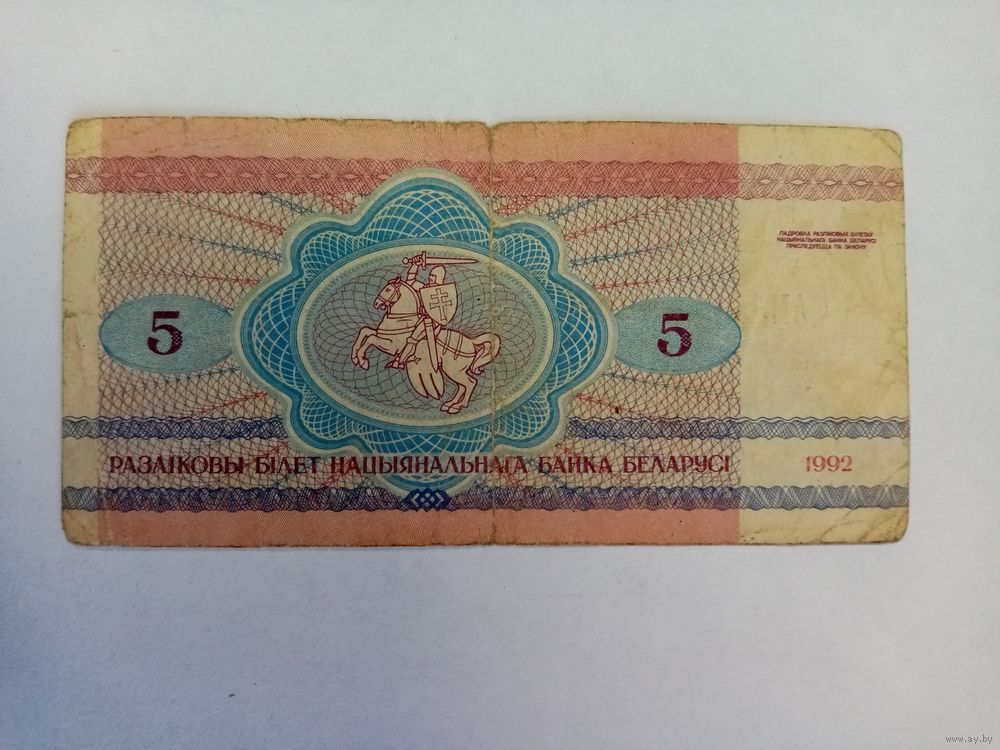 ПАДРОБКА РАЗЛІКОВЫХ БІЛЕТАЎ
НАЦЫЯНАЛЬНАГА БАНКА БЕЛАРУСІ
ПРАСЛЕДУЕЦЦА ПА ЗАКОНУ
5 5
РАЗЛІКОВЫ БІЛЕТ НАЦЫЯНАЛЬНАГА БАНКА БЕЛАРУСІ 1992
www.ay.by